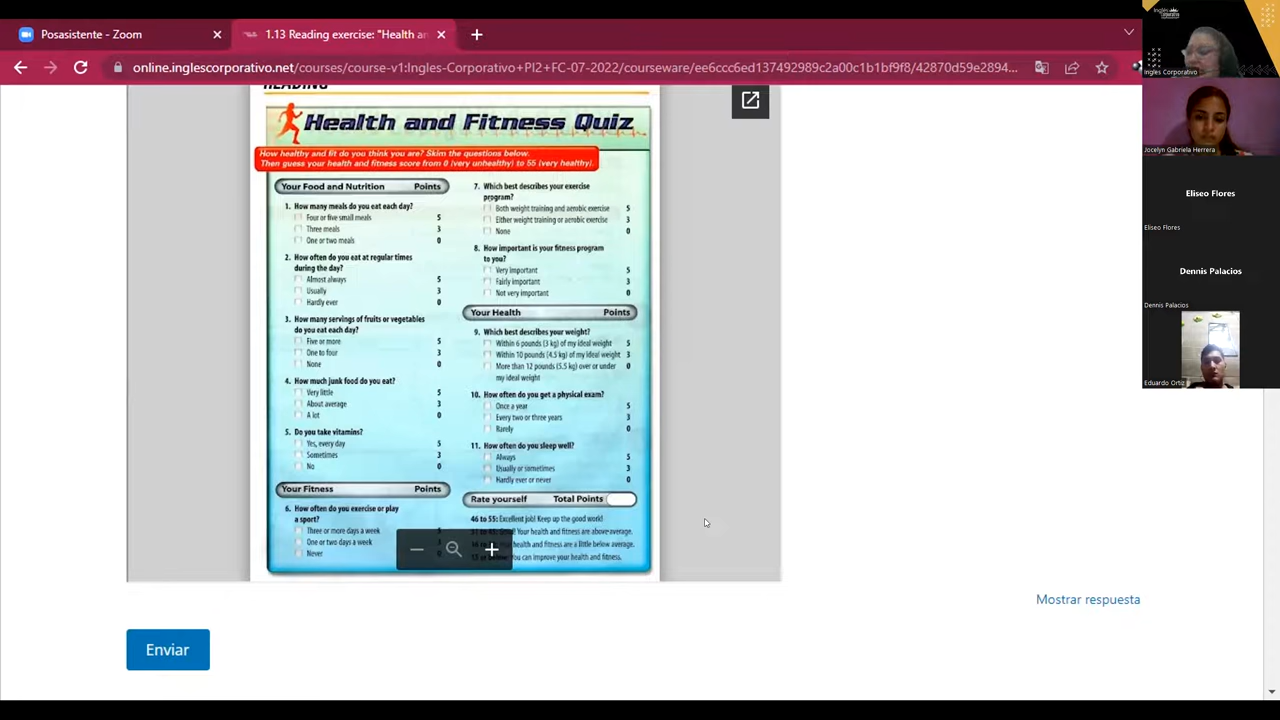 Posasistente - Zoom
1.13 Reading exercise: "Health an
online.inglescorporativo.net/courses/course-v1:Ingles-Corporativo+PI2+FC-07-2022/courseware/ee6ccc6ed137492989c2a00c1b1bf9f8/42870d59e2894...
READING
Health and Fitness Quiz
How healthy and fit do you think you are? Skim the questions below.
Then guess your health and fitness score from 0 (very unhealthy) to 55 (very healthy).
Your Food and Nutrition Points
1. How many meals do you eat each day?
Four or five small meals 5
Three meals 3
One or two meals 0
2. How often do you eat at regular times
during the day?
Almost always 5
Usually 3
Hardly ever 0
3. How many servings of fruits or vegetables
do you eat each day?
Five or more 5
One to four 3
None 0
4. How much junk food do you eat?
Very little 5
About average 3
A lot 0
5. Do you take vitamins?
Yes, every day 5
Sometimes 3
No 0
Your Fitness Points
6. How often do you exercise or play
a sport?
Three or more days a week
One or two days a week
Never
7. Which best describes your exercise
program?
Both weight training and aerobic exercise 5
Either weight training or aerobic exercise 3
None 0
8. How important is your fitness program
to you?
Very important 5
Fairly important 3
Not very important 0
Your Health Points
9. Which best describes your weight?
Within 6 pounds (3 kg) of my ideal weight 5
Within 10 pounds (4.5 kg) of my ideal weight 3
More than 12 pounds (5.5 kg) over or under 0
my ideal weight
10. How often do you get a physical exam?
Once a year 5
Every two or three years 3
Rarely 0
11. How often do you sleep well?
Always 5
Usually or sometimes 3
Hardly ever or never 0
Rate yourself Total Points
46 to 55: Excellent job! Keep up the good work!
Your health and fitness are above average.
health and fitness are a little below average.
You can improve your health and fitness.
Mostrar respuesta
Enviar
Inglés
Ingles Corporativo
Jocelyn Gabriela Herrera
Eliseo Flores
Eliseo Flores
Dennis Palacios
Dennis Palacios
Eduardo Ortiz